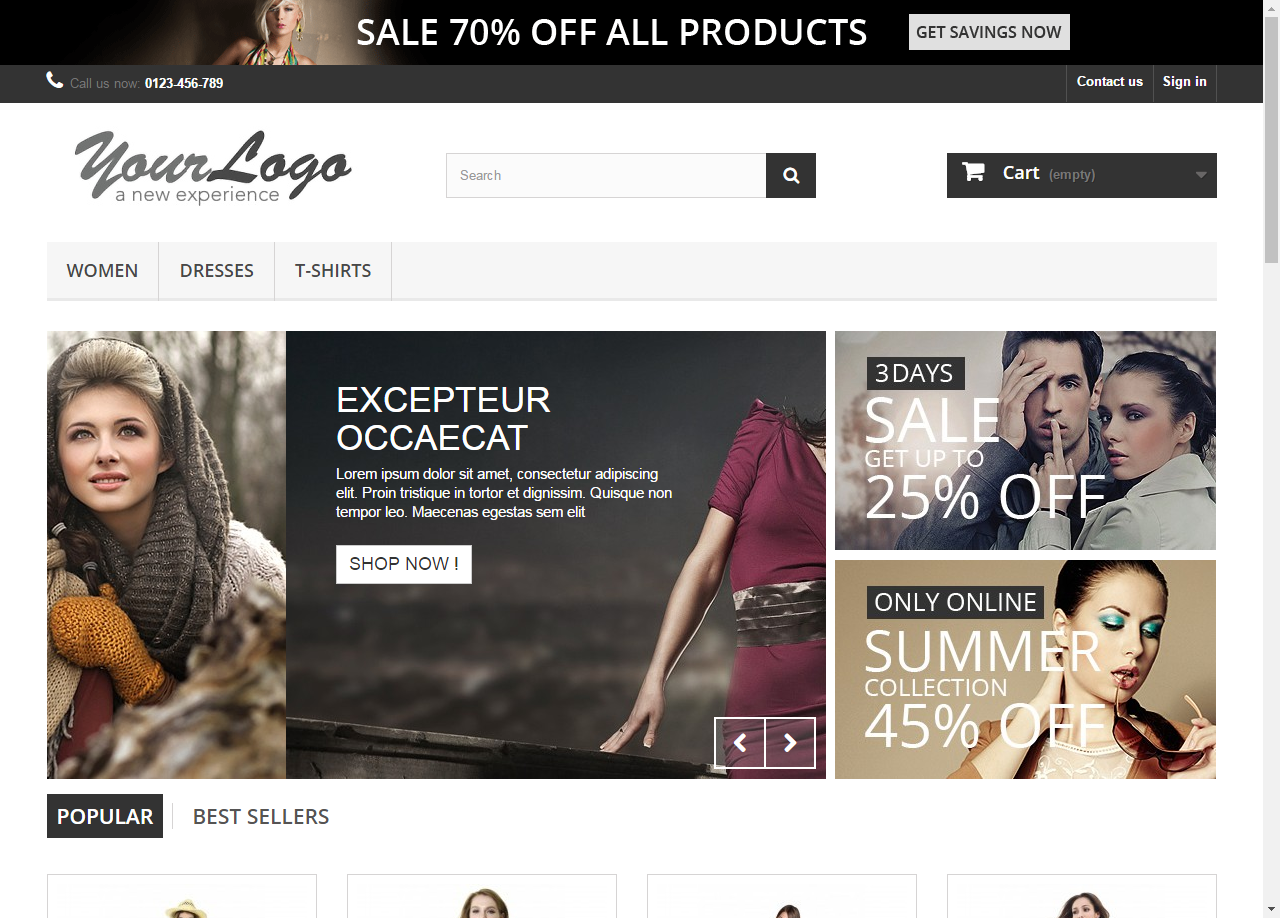 SALE 70% OFF ALL PRODUCTS
GET SAVINGS NOW
Call us now: 0123-456-789
Contact us
Sign in
YourLogo
a new experience
Search
Cart (empty)
WOMEN
DRESSES
T-SHIRTS
EXCEPTEUR
OCCAECAT
Lorem ipsum dolor sit amet, consectetur adipiscing
elit. Proin tristique in tortor et dignissim. Quisque non
tempor leo. Maecenas egestas sem elit
SHOP NOW !
3 DAYS
SALE
GET UP TO
25% OFF
ONLY ONLINE
SUMMER
COLLECTION
45% OFF
POPULAR
BEST SELLERS